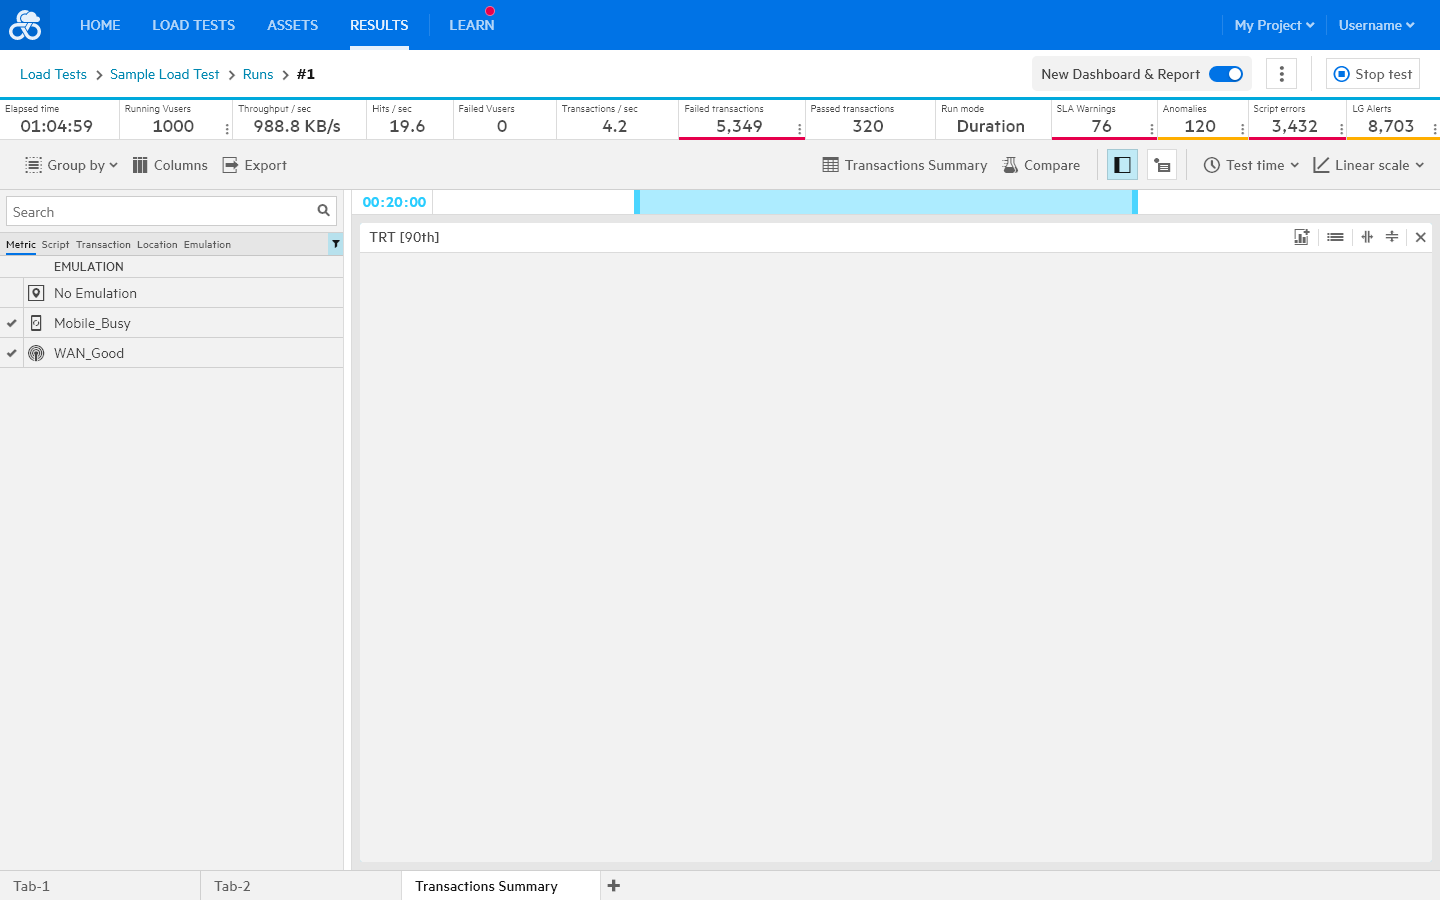 HOME LOAD TESTS ASSETS RESULTS LEARN My Project Username
Load Tests Sample Load Test Runs #1 New Dashboard & Report Stop test
Elapsed time Running Vusers Throughput / sec Hits / sec Failed Vusers Transactions / sec Failed transactions Passed transactions Run mode SLA Warnings Anomalies Script errors LG Alerts
01:04:59 1000 988.8 KB/s 19.6 0 4.2 5,349 320 Duration 76 120 3,432 8,703
Group by Columns Export Transactions Summary Compare Test time Linear scale
00:20:00
Search
TRT [90th]
Metric Script Transaction Location Emulation
EMULATION
No Emulation
Mobile_Busy
WAN_Good
Tab-1 Tab-2 Transactions Summary